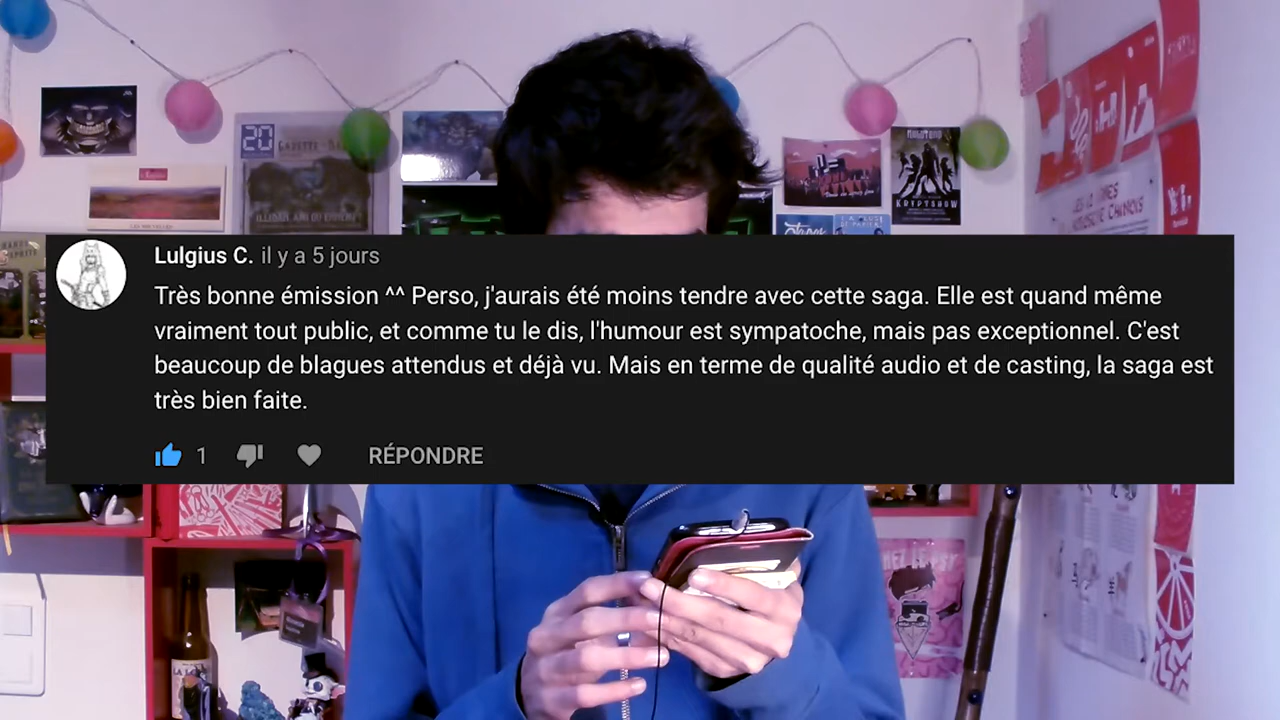 20
KRYPTSHOW
Lulgius C. il y a 5 jours
Très bonne émission ^^ Perso, j'aurais été moins tendre avec cette saga. Elle est quand même
vraiment tout public, et comme tu le dis, l'humour est sympatoche, mais pas exceptionnel. C'est
beaucoup de blagues attendus et déjà vu. Mais en terme de qualité audio et de casting, la saga est
très bien faite.
1
RÉPONDRE